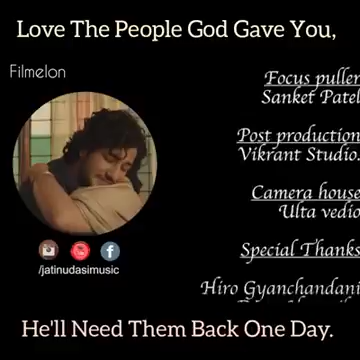 Love The People God Gave You,
Filmelon
Focus puller
Sanket Patel
Post production
Vikrant Studio.
Camera house
Ulta vedio
Special Thanks
/jatinudasimusic
Hiro Gyanchandani
He'll Need Them Back One Day.